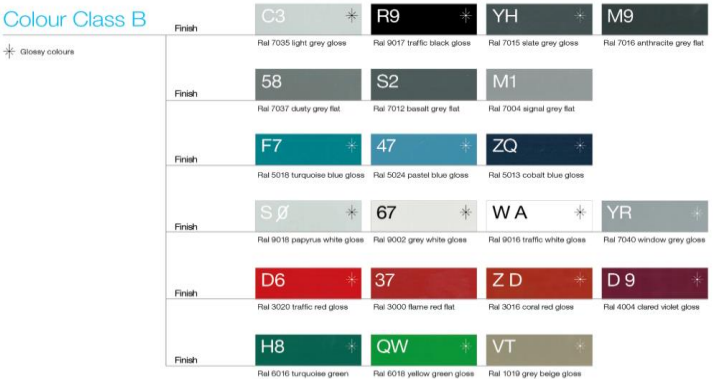 Colour Class B
Glossy colours
Finish
C3 R9 YH M9
Ral 7035 light grey gloss Ral 9017 traffic black gloss Ral 7015 slate grey gloss Ral 7016 anthracite grey flat
Finish
58 S2 M1
Ral 7037 dusty grey flat Ral 7012 basalt grey flat Ral 7004 signal grey flat
Finish
F7 47 ZQ
Ral 5018 turquoise blue gloss Ral 5024 pastel blue gloss Ral 5013 cobalt blue gloss
Finish
S Ø 67 W A YR
Ral 9018 papyrus white gloss Ral 9002 grey white gloss Ral 9016 traffic white gloss Ral 7040 window grey gloss
Finish
D6 37 Z D D 9
Ral 3020 traffic red gloss Ral 3000 flame red flat Ral 3016 coral red gloss Ral 4004 clared violet gloss
Finish
H8 QW VT
Ral 6016 turquoise green Ral 6018 yellow green gloss Ral 1019 grey beige gloss